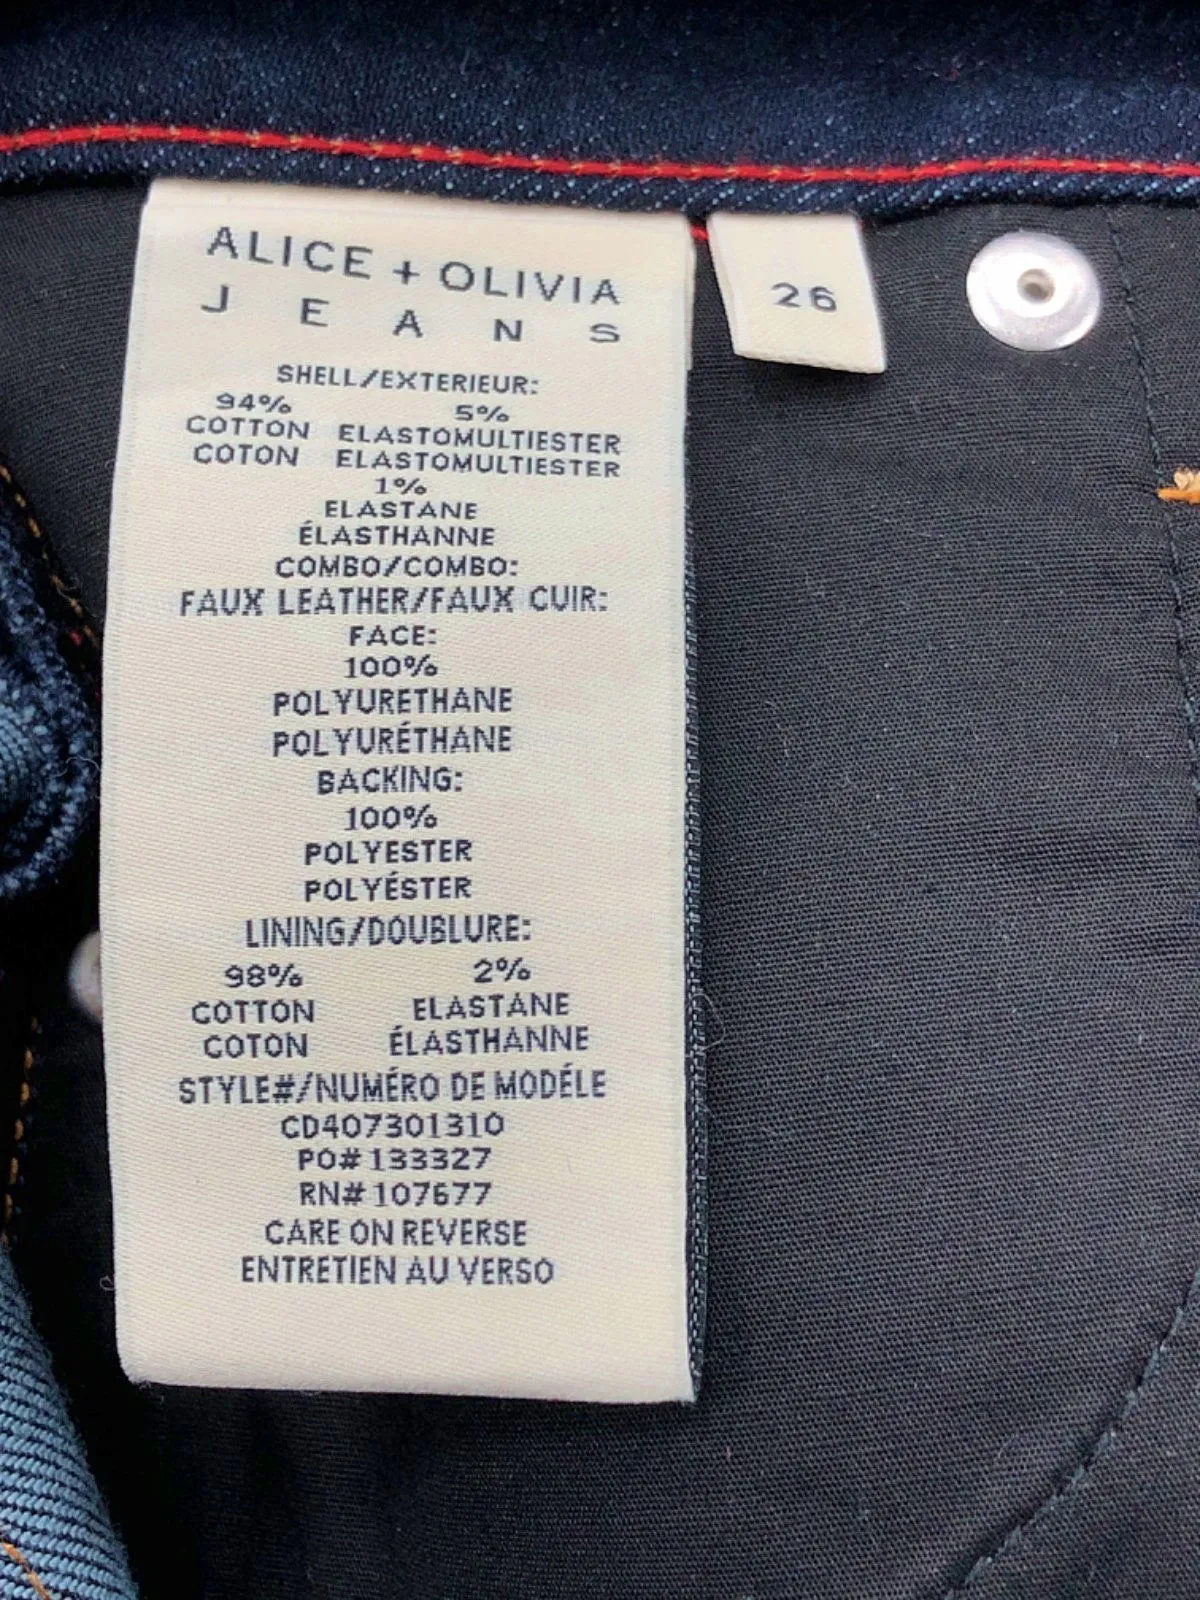 ALICE + OLIVIA
JEANS
26
SHELL/EXTERIEUR:
94% 5%
COTTON ELASTOMULTIESTER
COTON ELASTOMULTIESTER
1%
ELASTANE
ÉLASTHANNE
COMBO/COMBO:
FAUX LEATHER/FAUX CUIR:
FACE:
100%
POLYURETHANE
POLYURÉTHANE
BACKING:
100%
POLYESTER
POLYÉSTER
LINING/DOUBLURE:
98% 2%
COTTON ELASTANE
COTON ÉLASTHANNE
STYLE#/NUMÉRO DE MODÉLE
CD407301310
PO# 133327
RN# 107677
CARE ON REVERSE
ENTRETIEN AU VERSO